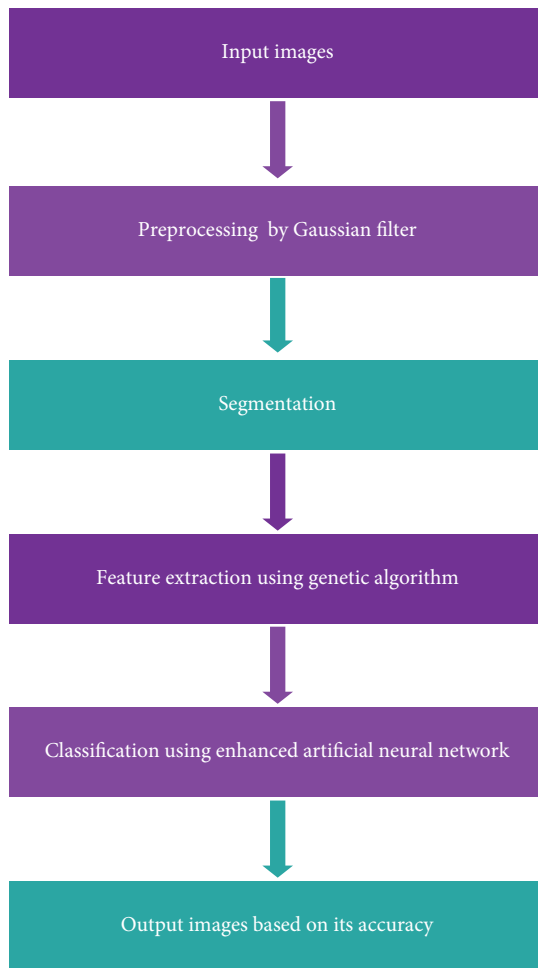 Input images
Preprocessing by Gaussian filter
Segmentation
Feature extraction using genetic algorithm
Classification using enhanced artificial neural network
Output images based on its accuracy